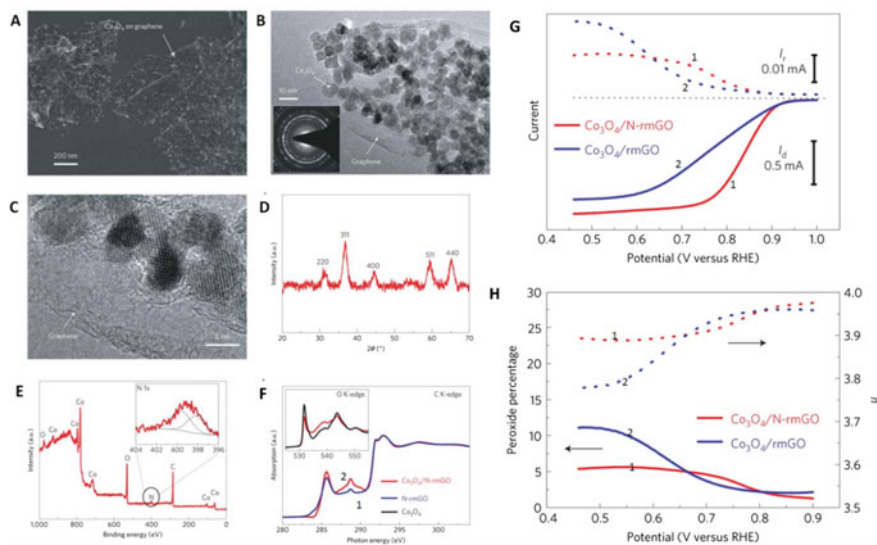 A
Co₃O₄ on graphene
200 nm
B
Co₃O₄
10 nm
Graphene
C
Graphene
D
Intensity (a.u.)
220
311
400
511
440
20 30 40 50 60 70
2θ (°)
E
N 1s
404 402 400 398 396
Intensity (a.u.)
O
Co
Co
Co
Co
O
N
C
Co
Co
1,000 800 600 400 200 0
Binding energy (eV)
F
O K-edge
C K-edge
530 540 550
Absorption (a.u.)
2
1
Co₃O₄/N-rmGO
N-rmGO
Co₃O₄
280 285 290 295 300
Photon energy (eV)
G
1
2
Iᵣ
0.01 mA
Current
Co₃O₄/N-rmGO
Co₃O₄/rmGO
2
1
I_d
0.5 mA
0.4 0.5 0.6 0.7 0.8 0.9 1.0
Potential (V versus RHE)
H
Peroxide percentage
30
25
20
15
10
5
0
1
2
2
1
Co₃O₄/N-rmGO
Co₃O₄/rmGO
4.0
3.9
3.8
3.7
3.6
3.5
n
0.4 0.5 0.6 0.7 0.8 0.9
Potential (V versus RHE)